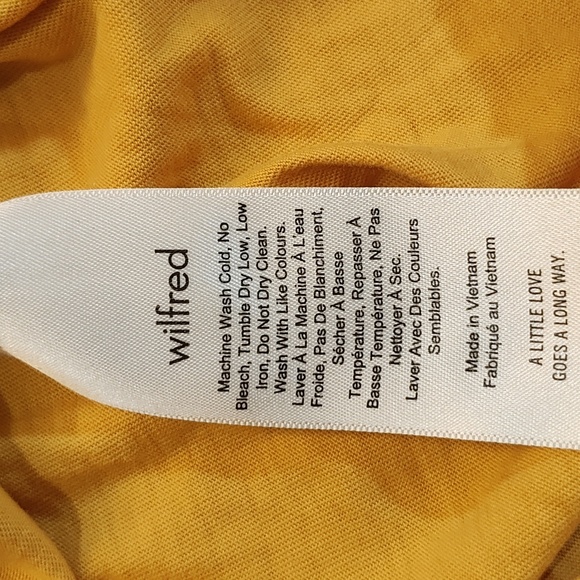 wilfred
Machine Wash Cold, No
Bleach, Tumble Dry Low, Low
Iron, Do Not Dry Clean.
Wash With Like Colours.
Laver À La Machine À L'eau
Froide, Pas De Blanchiment,
Sécher À Basse
Température, Repasser À
Basse Température, Ne Pas
Nettoyer À Sec.
Laver Avec Des Couleurs
Semblables.
Made in Vietnam
Fabriqué au Vietnam
A LITTLE LOVE
GOES A LONG WAY.